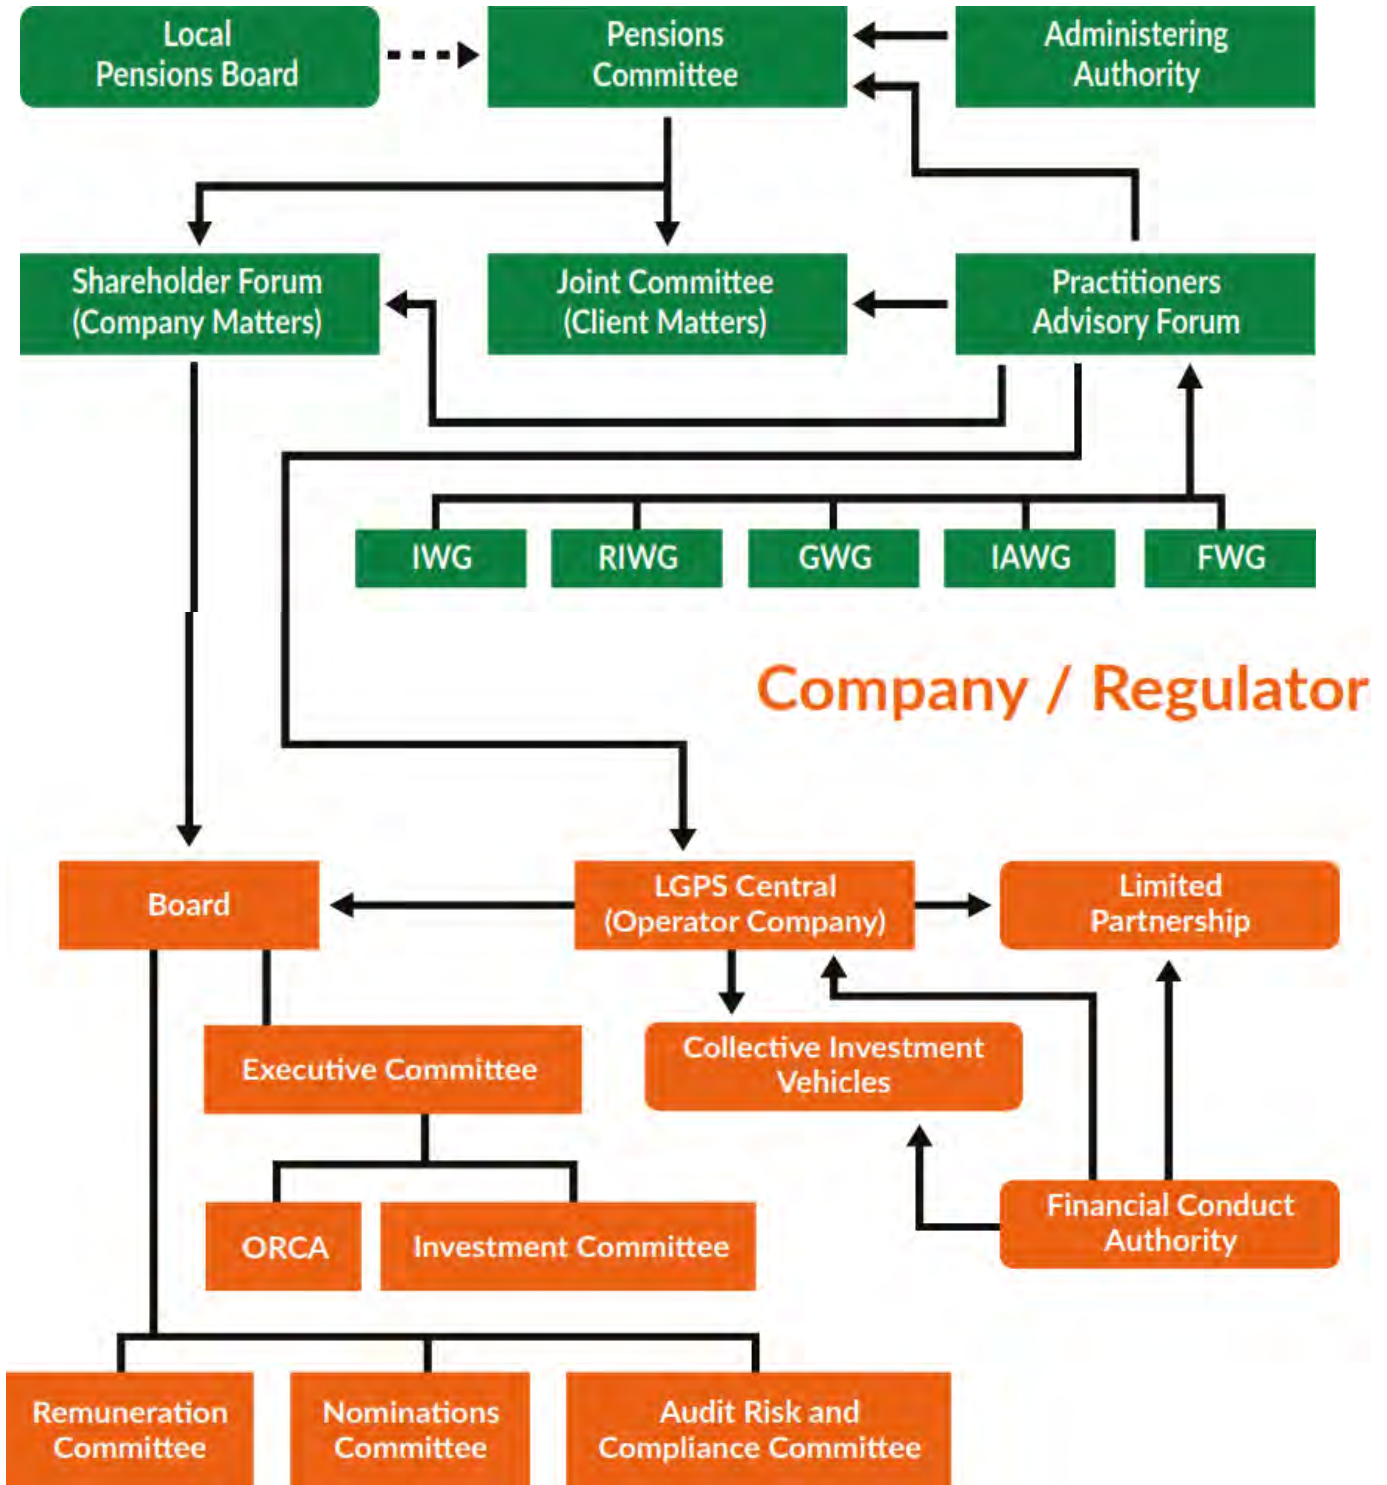 Local
Pensions Board
Pensions
Committee
Administering
Authority
Shareholder Forum
(Company Matters)
Joint Committee
(Client Matters)
Practitioners
Advisory Forum
IWG
RIWG
GWG
IAWG
FWG
Company / Regulator
Board
LGPS Central
(Operator Company)
Limited
Partnership
Executive Committee
Collective Investment
Vehicles
ORCA
Investment Committee
Financial Conduct
Authority
Remuneration
Committee
Nominations
Committee
Audit Risk and
Compliance Committee